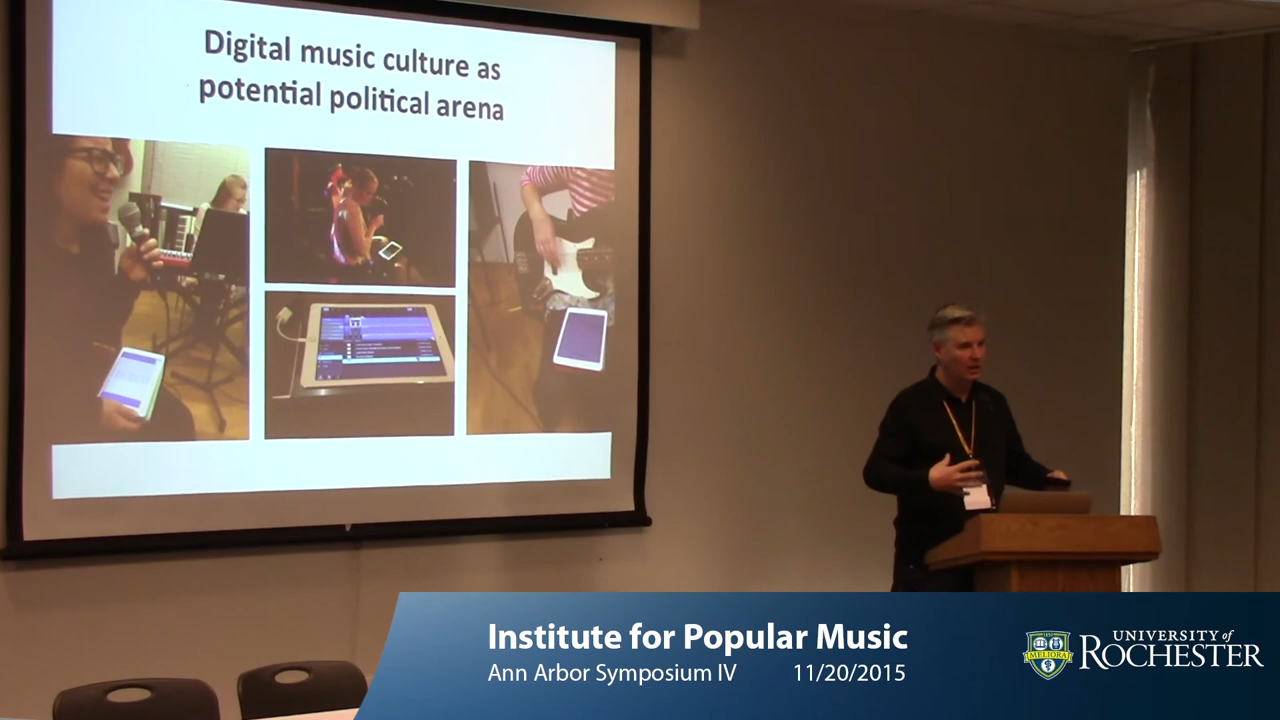 Digital music culture as
potential political arena
Institute for Popular Music
Ann Arbor Symposium IV 11/20/2015
MELIORA
UNIVERSITY of
ROCHESTER